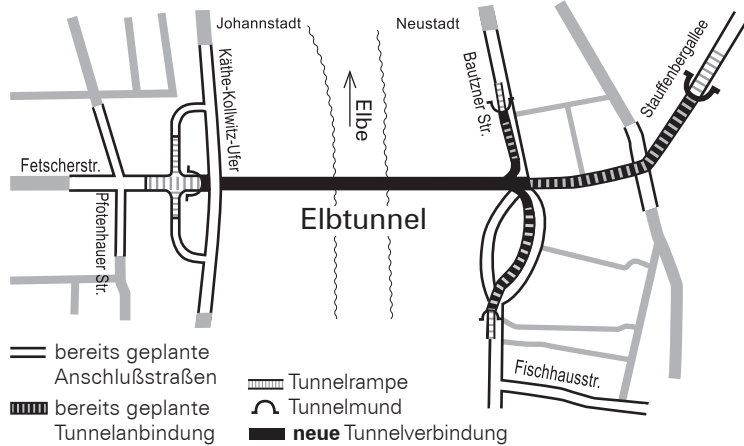 Johannstadt
Neustadt
Käthe-Kollwitz-Ufer
Elbe
Bautzner Str.
Stauffenbergallee
Fetscherstr.
Pfotenhauer Str.
Elbtunnel
Fischhausstr.
bereits geplante
Anschlußstraßen
bereits geplante
Tunnelanbindung
Tunnelrampe
Tunnelmund
neue Tunnelverbindung